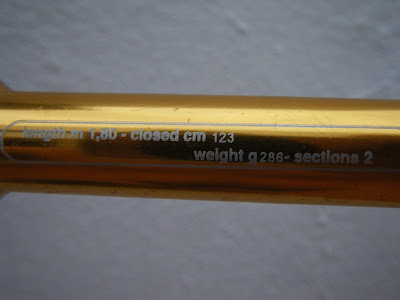 length m 1,80 - closed cm 123
weight g 286- sections 2